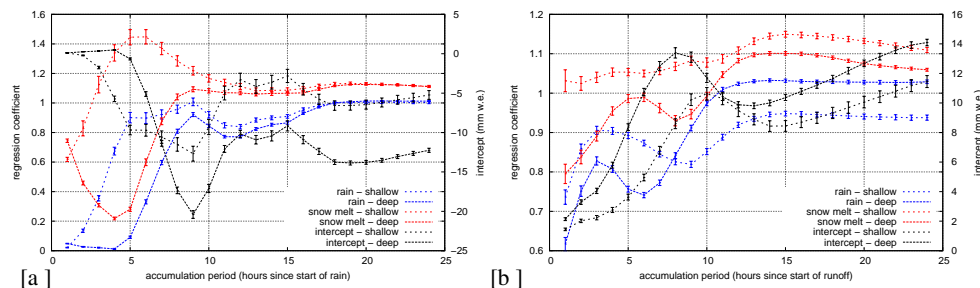 1.6
1.4
1.2
1
0.8
0.6
0.4
0.2
0
regression coefficient
5
0
−5
−10
−15
−20
−25
intercept (mm w.e.)
rain − shallow
rain − deep
snow melt − shallow
snow melt − deep
intercept − shallow
intercept − deep
0 5 10 15 20 25
accumulation period (hours since start of rain)
[a ]
1.2
1.1
1
0.9
0.8
0.7
0.6
regression coefficient
16
14
12
10
8
6
4
2
0
intercept (mm w.e.)
rain − shallow
rain − deep
snow melt − shallow
snow melt − deep
intercept − shallow
intercept − deep
0 5 10 15 20 25
accumulation period (hours since start of runoff)
[b ]